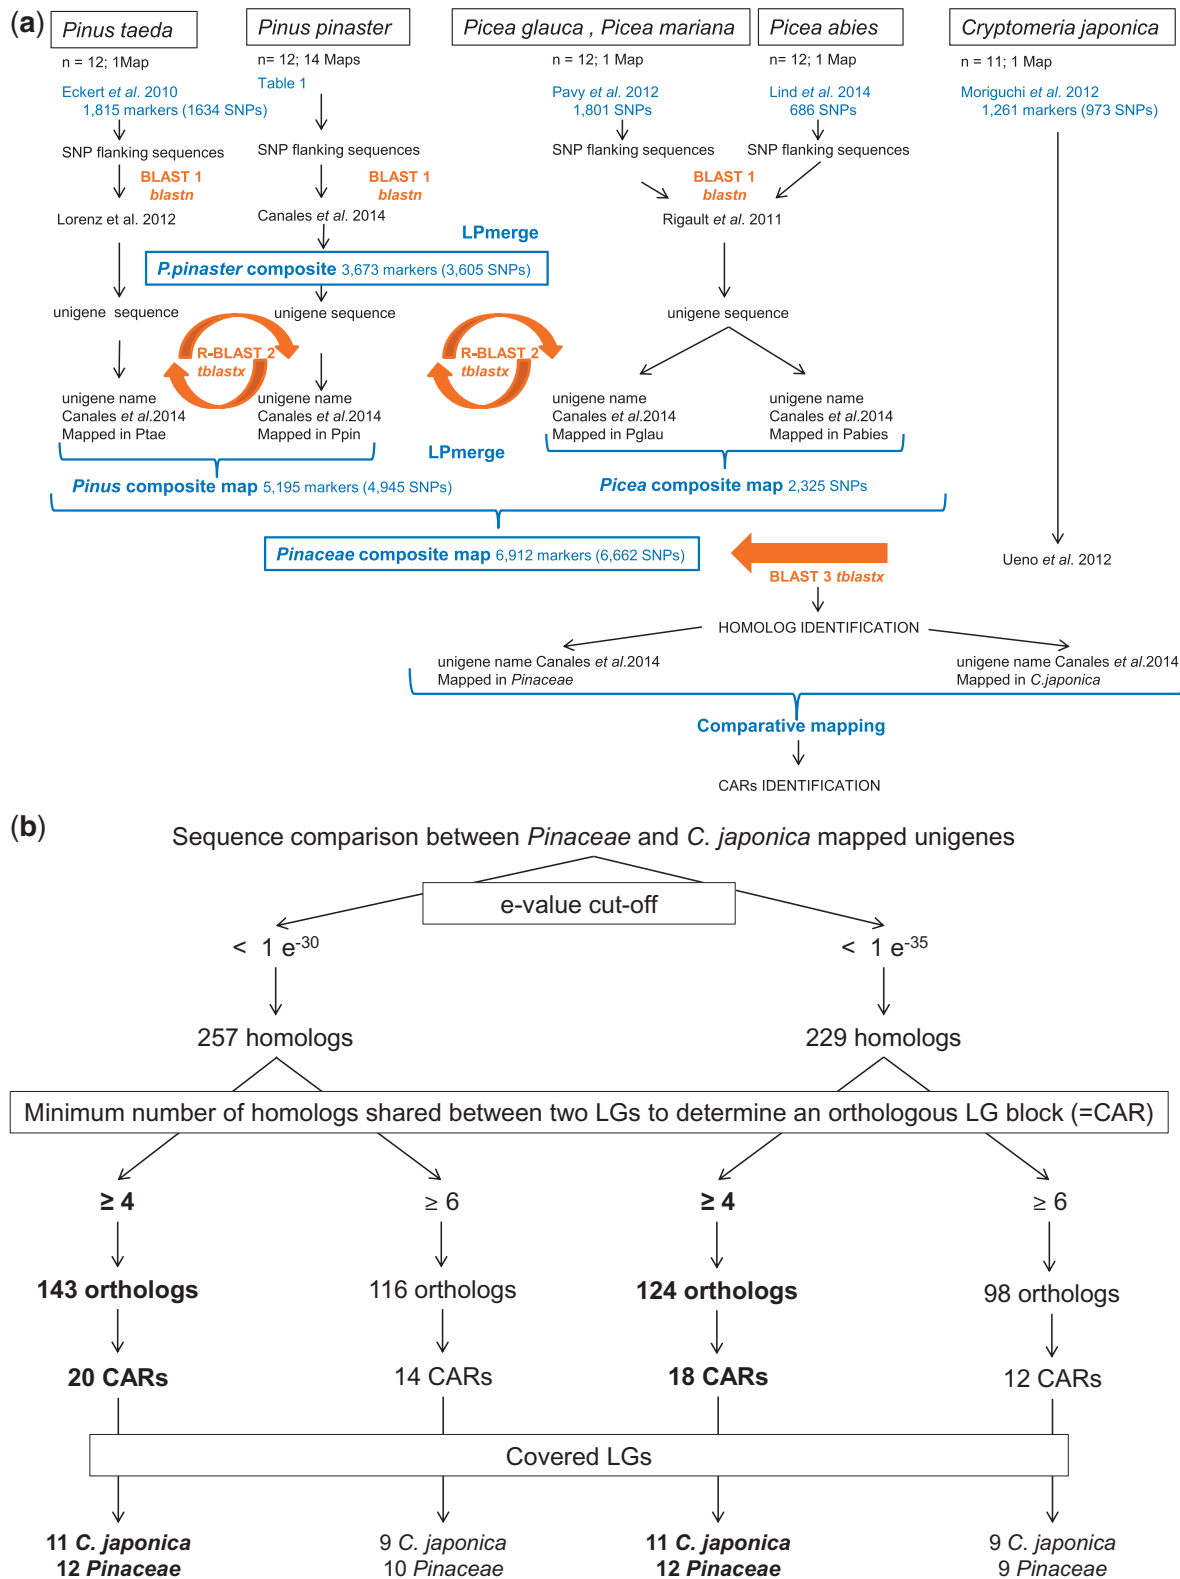 (a)
Pinus taeda
Pinus pinaster
Picea glauca , Picea mariana
Picea abies
Cryptomeria japonica
n = 12; 1Map
n= 12; 14 Maps
n = 12; 1 Map
n= 12; 1 Map
n = 11; 1 Map
Eckert et al. 2010
1,815 markers (1634 SNPs)
Table 1
Pavy et al. 2012
1,801 SNPs
Lind et al. 2014
686 SNPs
Moriguchi et al. 2012
1,261 markers (973 SNPs)
SNP flanking sequences
SNP flanking sequences
SNP flanking sequences
SNP flanking sequences
BLAST 1
blastn
BLAST 1
blastn
BLAST 1
blastn
Lorenz et al. 2012
Canales et al. 2014
Rigault et al. 2011
LPmerge
P.pinaster composite 3,673 markers (3,605 SNPs)
unigene sequence
unigene sequence
unigene sequence
R-BLAST 2
tblastx
R-BLAST 2
tblastx
unigene name
Canales et al.2014
Mapped in Ptae
unigene name
Canales et al.2014
Mapped in Ppin
unigene name
Canales et al.2014
Mapped in Pglau
unigene name
Canales et al.2014
Mapped in Pabies
LPmerge
Pinus composite map 5,195 markers (4,945 SNPs)
Picea composite map 2,325 SNPs
Pinaceae composite map 6,912 markers (6,662 SNPs)
BLAST 3 tblastx
Ueno et al. 2012
HOMOLOG IDENTIFICATION
unigene name Canales et al.2014
Mapped in Pinaceae
unigene name Canales et al.2014
Mapped in C.japonica
Comparative mapping
CARs IDENTIFICATION
(b)
Sequence comparison between Pinaceae and C. japonica mapped unigenes
e-value cut-off
< 1 e-30
< 1 e-35
257 homologs
229 homologs
Minimum number of homologs shared between two LGs to determine an orthologous LG block (=CAR)
≥ 4
≥ 6
≥ 4
≥ 6
143 orthologs
116 orthologs
124 orthologs
98 orthologs
20 CARs
14 CARs
18 CARs
12 CARs
Covered LGs
11 C. japonica
12 Pinaceae
9 C. japonica
10 Pinaceae
11 C. japonica
12 Pinaceae
9 C. japonica
9 Pinaceae